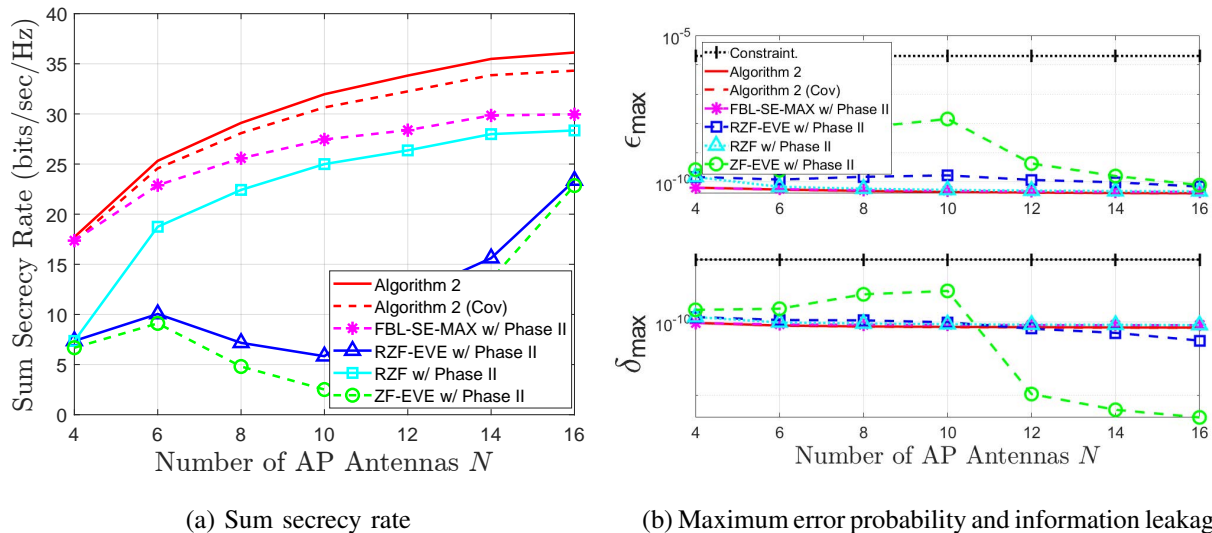 Sum Secrecy Rate (bits/sec/Hz)
40
35
30
25
20
15
10
5
0
Algorithm 2
Algorithm 2 (Cov)
FBL-SE-MAX w/ Phase II
RZF-EVE w/ Phase II
RZF w/ Phase II
ZF-EVE w/ Phase II
4 6 8 10 12 14 16
Number of AP Antennas N
(a) Sum secrecy rate
ϵmax
10-5
10-10
Constraint.
Algorithm 2
Algorithm 2 (Cov)
FBL-SE-MAX w/ Phase II
RZF-EVE w/ Phase II
RZF w/ Phase II
ZF-EVE w/ Phase II
4 6 8 10 12 14 16
δmax
10-10
4 6 8 10 12 14 16
Number of AP Antennas N
(b) Maximum error probability and information leakag